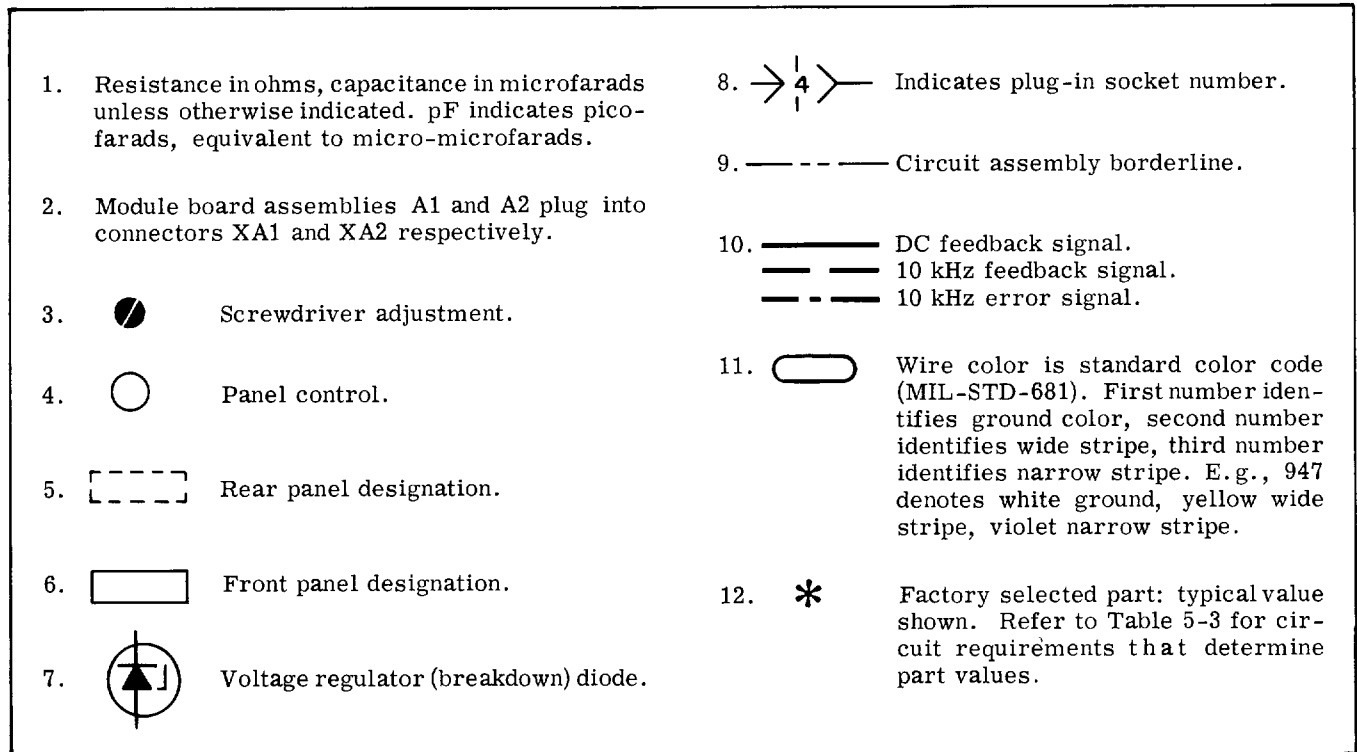 1. Resistance in ohms, capacitance in microfarads
unless otherwise indicated. pF indicates pico-
farads, equivalent to micro-microfarads.
2. Module board assemblies A1 and A2 plug into
connectors XA1 and XA2 respectively.
3. Screwdriver adjustment.
4. Panel control.
5. Rear panel designation.
6. Front panel designation.
7. Voltage regulator (breakdown) diode.
8. 4 Indicates plug-in socket number.
9. Circuit assembly borderline.
10. DC feedback signal.
10 kHz feedback signal.
10 kHz error signal.
11. Wire color is standard color code
(MIL-STD-681). First number iden-
tifies ground color, second number
identifies wide stripe, third number
identifies narrow stripe. E.g., 947
denotes white ground, yellow wide
stripe, violet narrow stripe.
12. * Factory selected part: typical value
shown. Refer to Table 5-3 for cir-
cuit requirements that determine
part values.